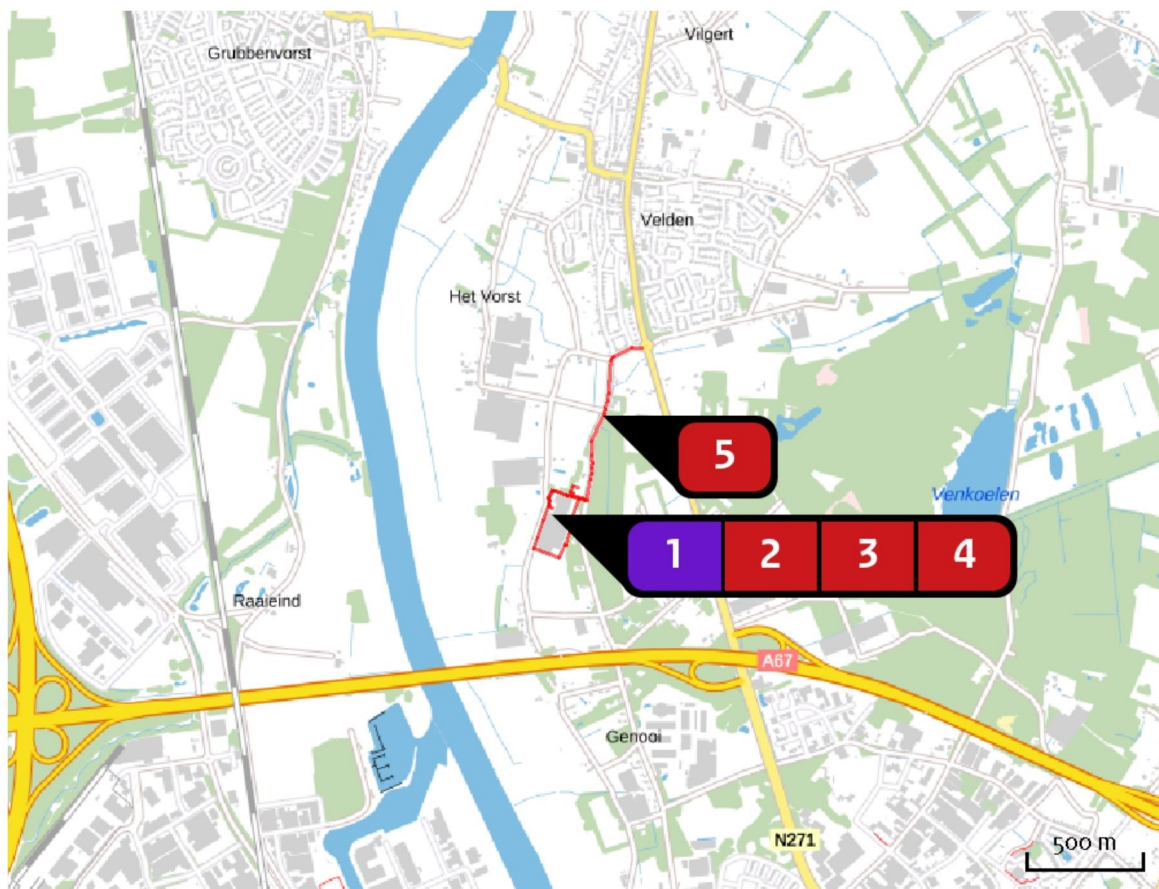 Vilgert
Grubbenvorst
Velden
Het Vorst
5
Venkoelen
1 2 3 4
Raaieind
A67
Genooi
N271
500 m